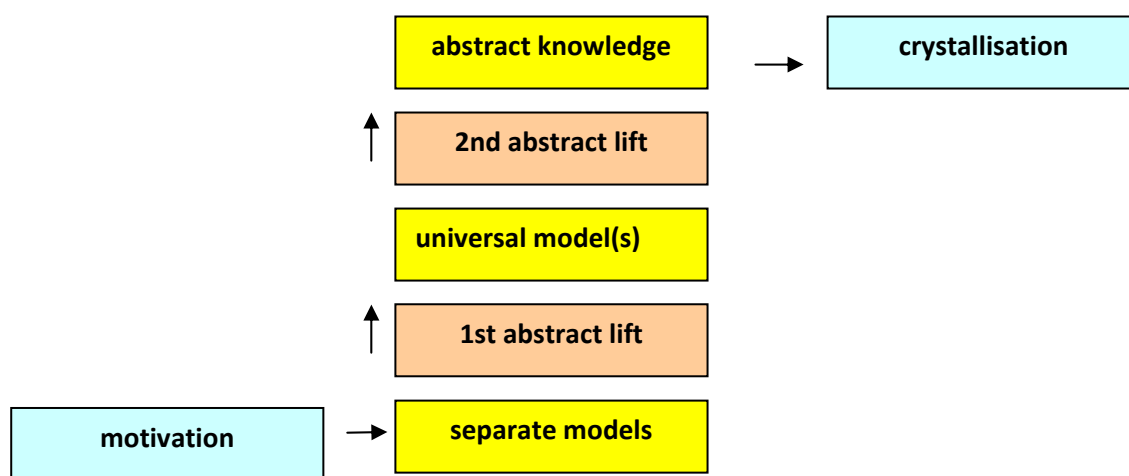 abstract knowledge
crystallisation
2nd abstract lift
universal model(s)
1st abstract lift
motivation
separate models